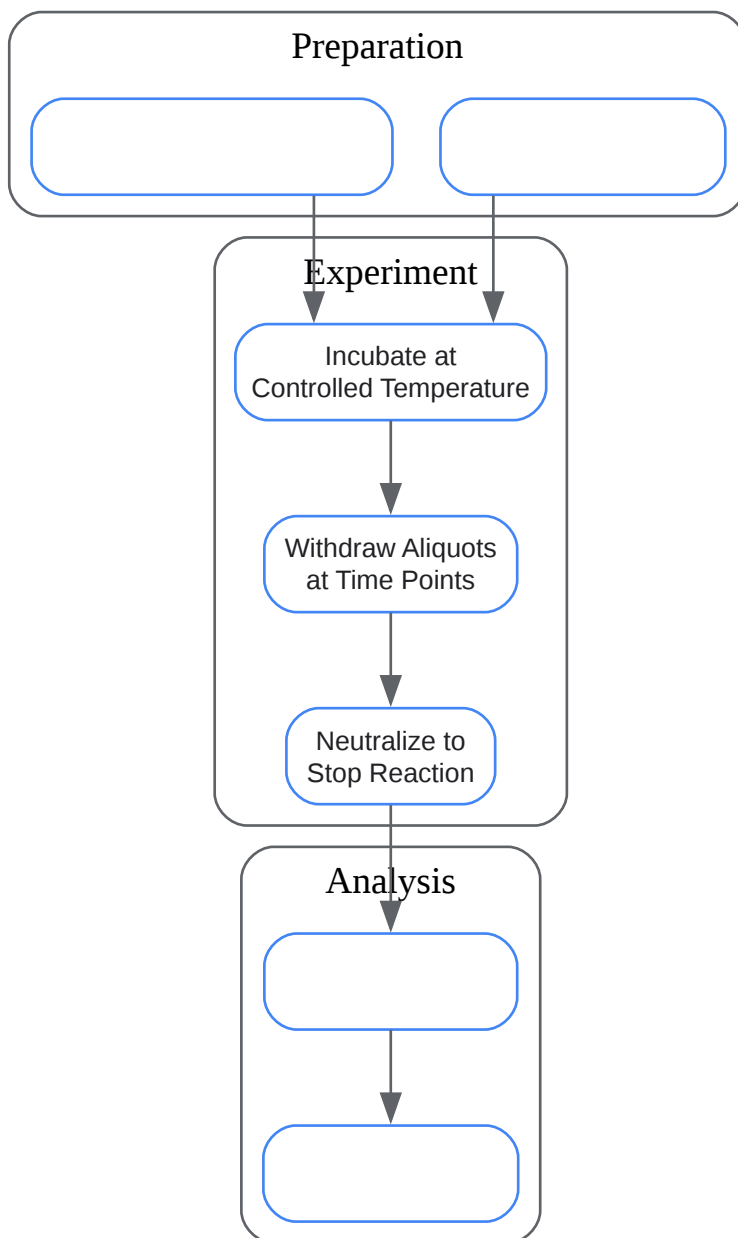 Preparation
Experiment
Incubate at
Controlled Temperature
Withdraw Aliquots
at Time Points
Neutralize to
Stop Reaction
Analysis